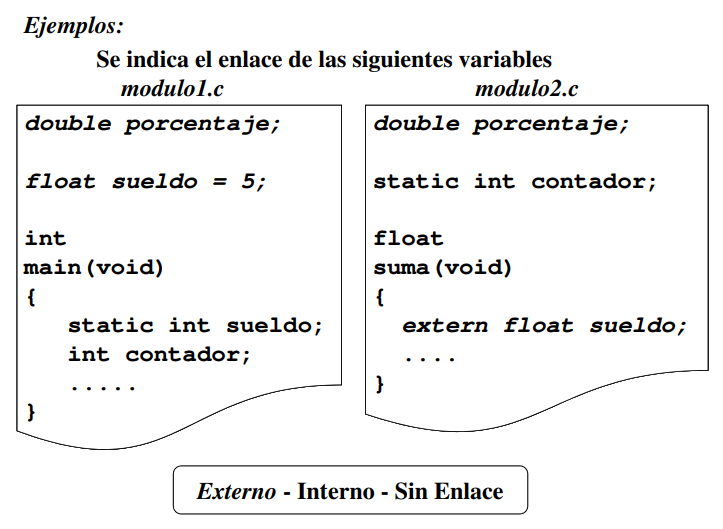 Ejemplos:
Se indica el enlace de las siguientes variables
modulo1.c
double porcentaje;
float sueldo = 5;
int
main(void)
{
static int sueldo;
int contador;
.....
}
modulo2.c
double porcentaje;
static int contador;
float
suma(void)
{
extern float sueldo;
....
}
Externo - Interno - Sin Enlace